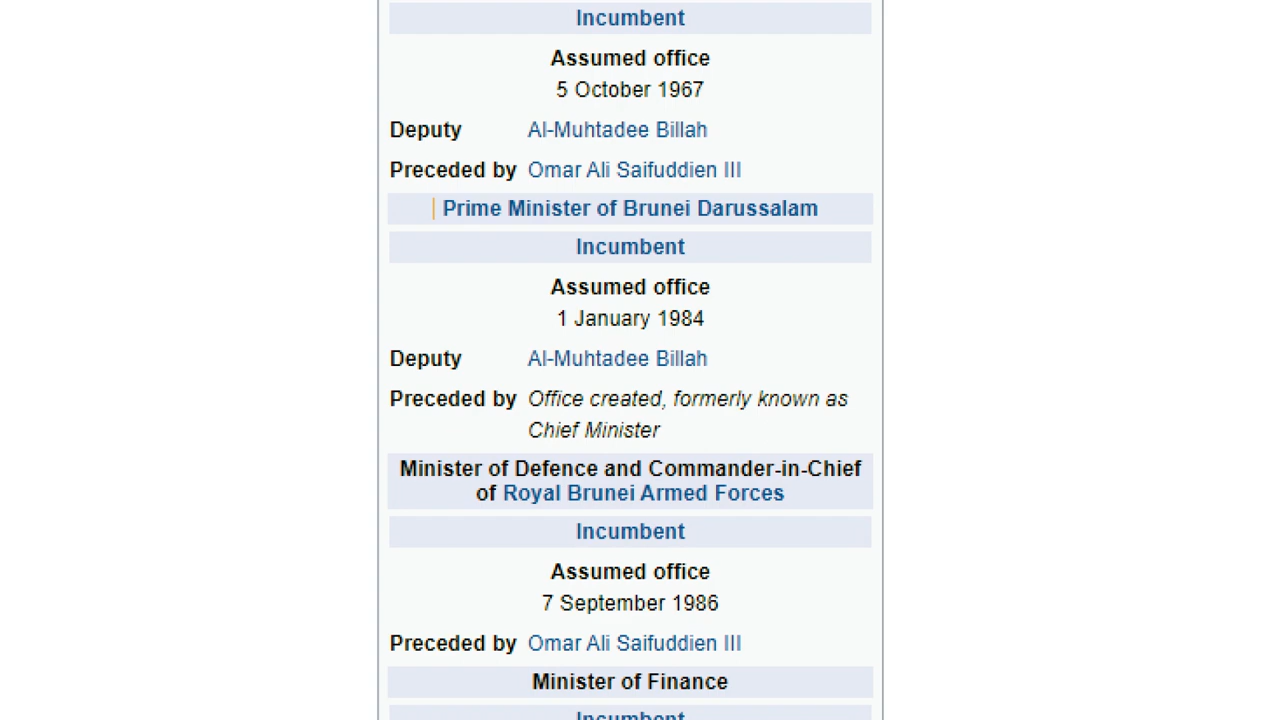 Incumbent
Assumed office
5 October 1967
Deputy Al-Muhtadee Billah
Preceded by Omar Ali Saifuddien III
Prime Minister of Brunei Darussalam
Incumbent
Assumed office
1 January 1984
Deputy Al-Muhtadee Billah
Preceded by Office created, formerly known as
Chief Minister
Minister of Defence and Commander-in-Chief
of Royal Brunei Armed Forces
Incumbent
Assumed office
7 September 1986
Preceded by Omar Ali Saifuddien III
Minister of Finance
Incumbent